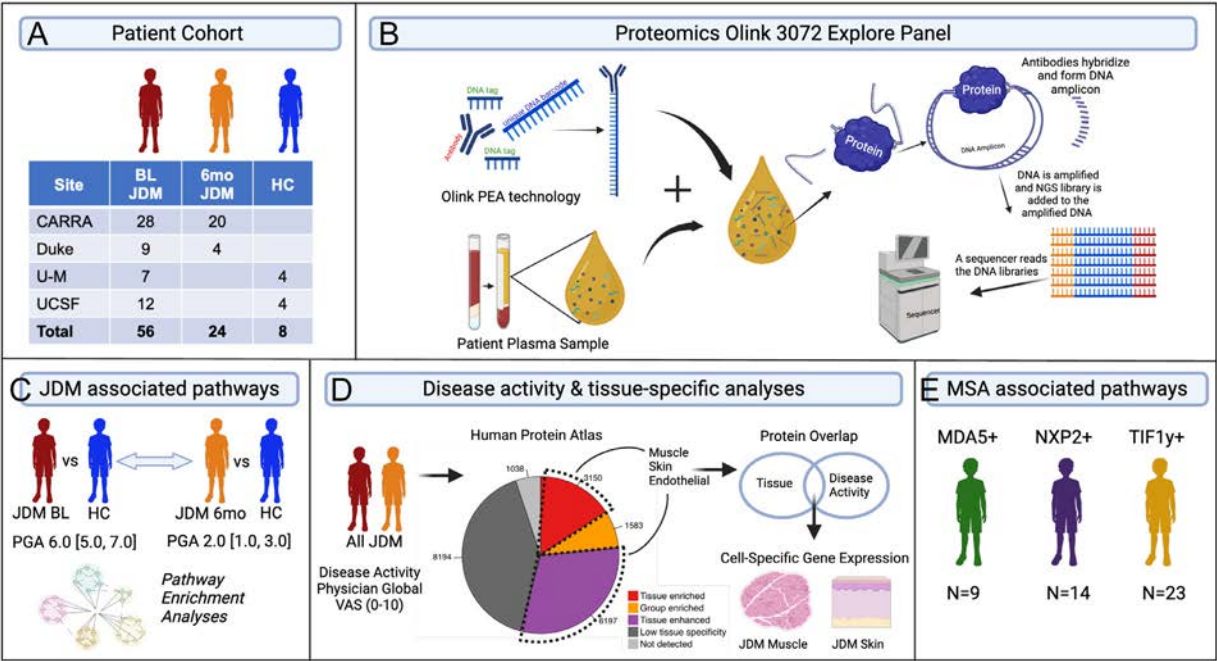 A
Patient Cohort
Site BL JDM 6mo JDM HC
CARRA 28 20
Duke 9 4
U-M 7 4
UCSF 12 4
Total 56 24 8
B
Proteomics Olink 3072 Explore Panel
DNA tag
unique DNA barcode
Antibody
DNA tag
Olink PEA technology
+
Patient Plasma Sample
Protein
Protein
DNA Amplicon
Antibodies hybridize
and form DNA
amplicon
DNA is amplified
and NGS library is
added to the
amplified DNA
A sequencer reads
the DNA libraries
Sequencer
C
JDM associated pathways
vs
vs
JDM BL HC
JDM 6mo HC
PGA 6.0 [5.0, 7.0]
PGA 2.0 [1.0, 3.0]
Pathway
Enrichment
Analyses
D
Disease activity & tissue-specific analyses
All JDM
Disease Activity
Physician Global
VAS (0-10)
Human Protein Atlas
1038
3150
1583
8194
8197
Muscle
Skin
Endothelial
Tissue enriched
Group enriched
Tissue enhanced
Low tissue specificity
Not detected
Protein Overlap
Tissue
Disease
Activity
Cell-Specific Gene Expression
JDM Muscle
JDM Skin
E
MSA associated pathways
MDA5+ NXP2+ TIF1y+
N=9 N=14 N=23